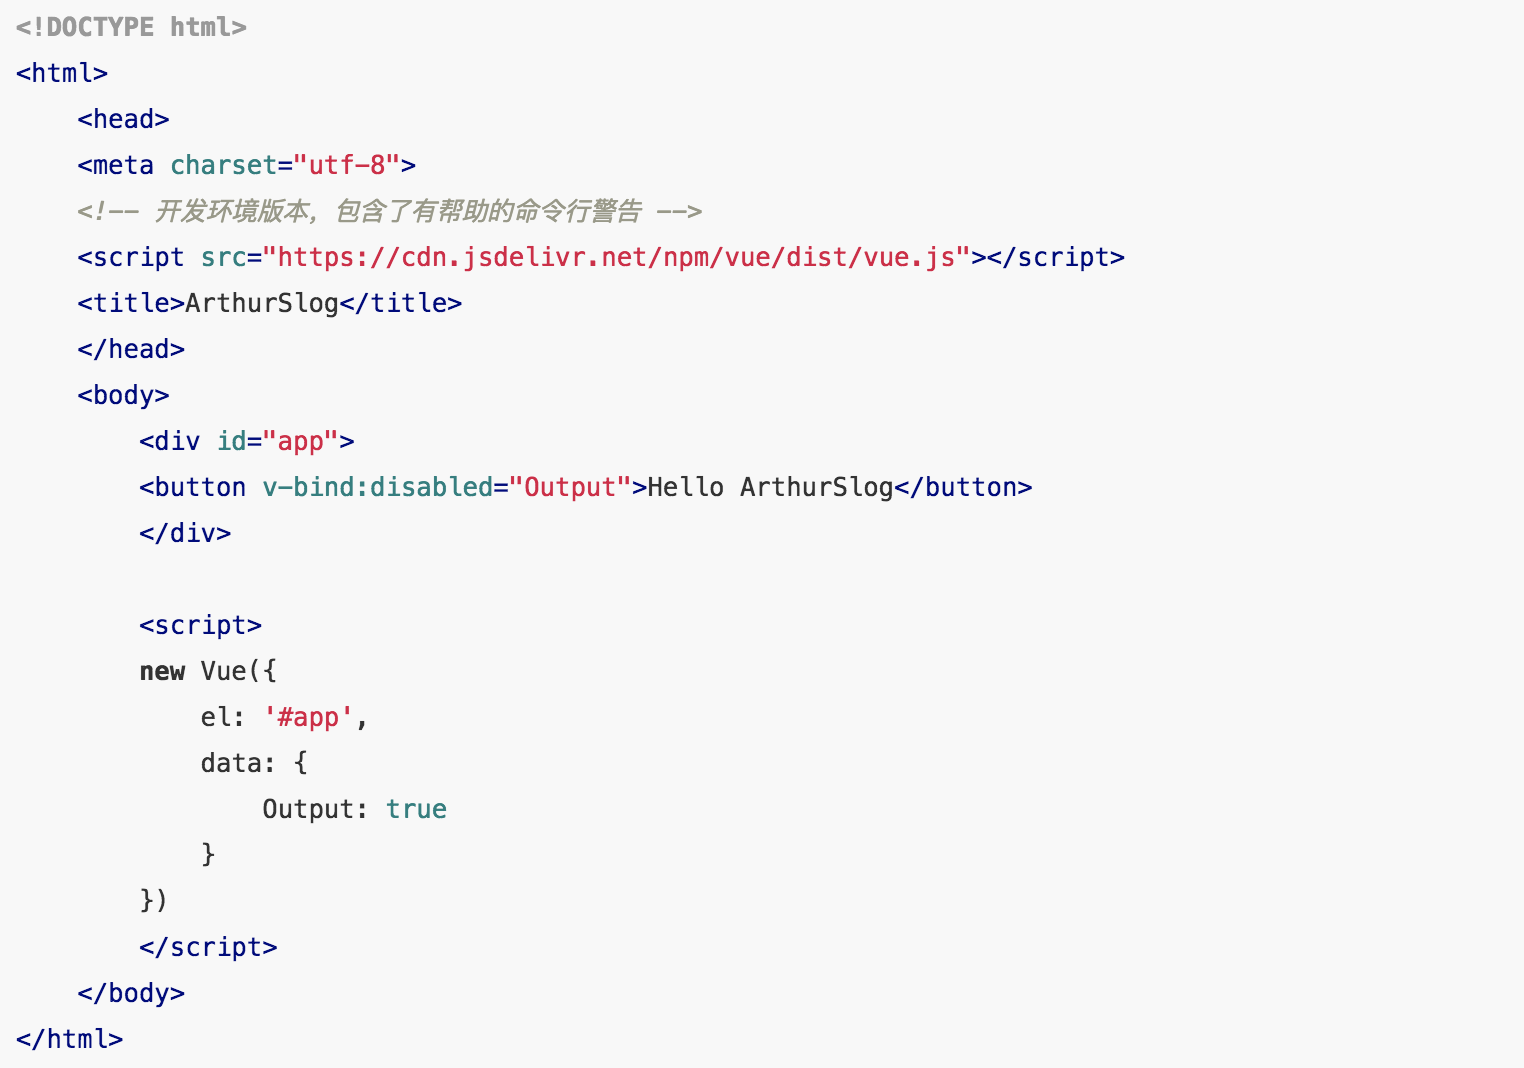 <!DOCTYPE html>
<html>
    <head>
    <meta charset="utf-8">
    <!-- 开发环境版本，包含了有帮助的命令行警告 -->
    <script src="https://cdn.jsdelivr.net/npm/vue/dist/vue.js"></script>
    <title>ArthurSlog</title>
    </head>
    <body>
        <div id="app">
        <button v-bind:disabled="Output">Hello ArthurSlog</button>
        </div>

        <script>
        new Vue({
            el: '#app',
            data: {
                Output: true
            }
        })
        </script>
    </body>
</html>